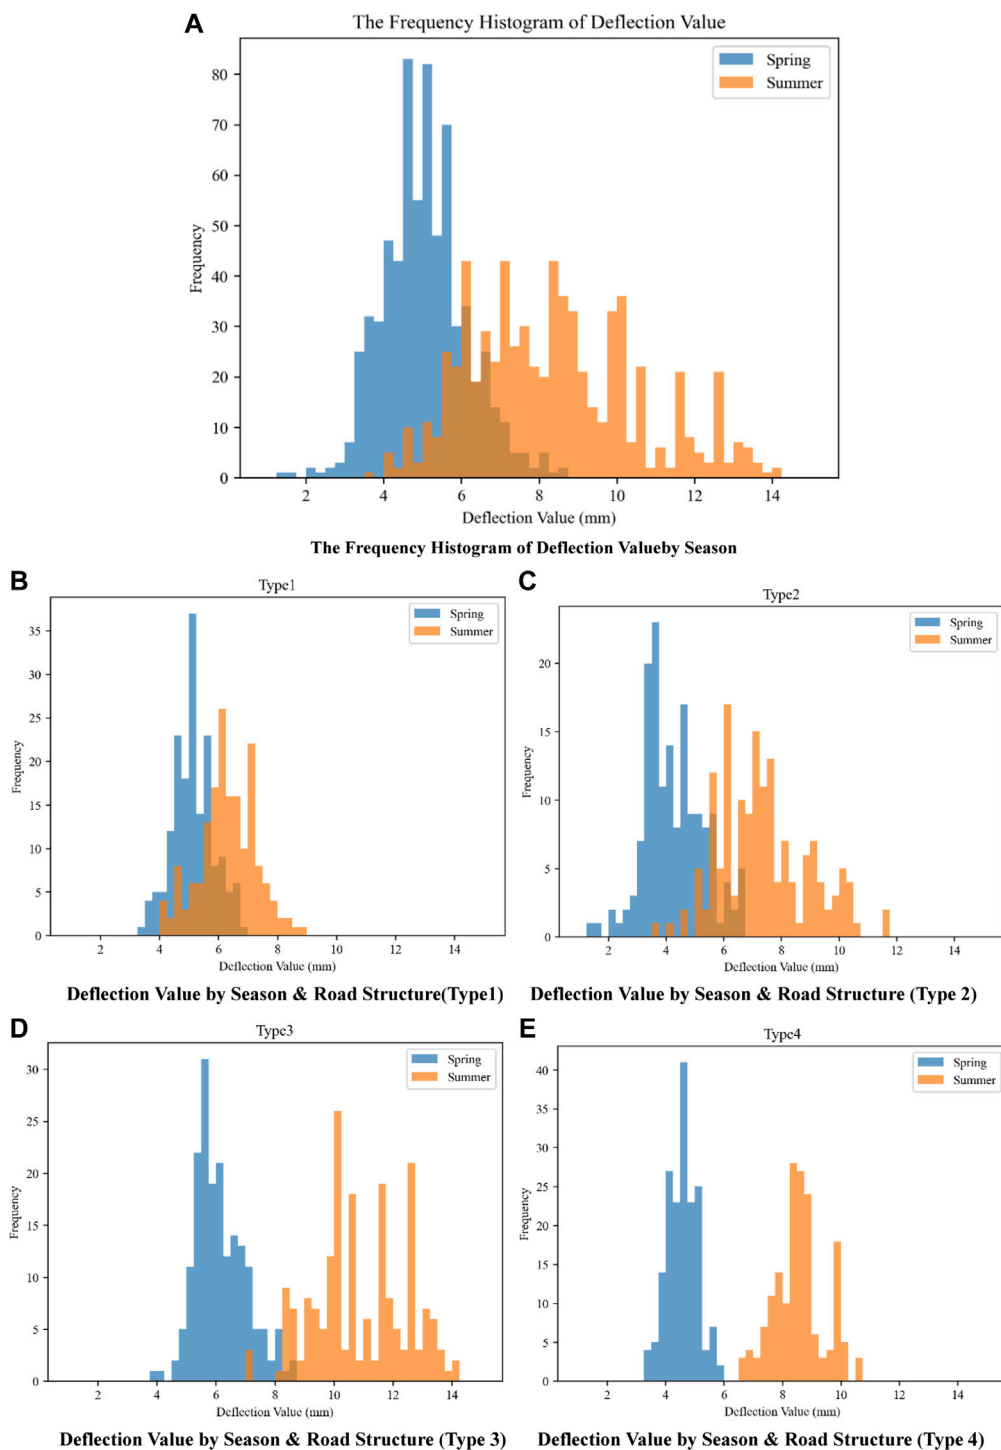 A
The Frequency Histogram of Deflection Value
Spring
Summer
Frequency
80
70
60
50
40
30
20
10
0
2 4 6 8 10 12 14
Deflection Value (mm)
The Frequency Histogram of Deflection Valueby Season
B
Type1
Spring
Summer
Frequency
35
30
25
20
15
10
5
0
2 4 6 8 10 12 14
Deflection Value (mm)
Deflection Value by Season & Road Structure(Type1)
C
Type2
Spring
Summer
Frequency
20
15
10
5
0
2 4 6 8 10 12 14
Deflection Value (mm)
Deflection Value by Season & Road Structure (Type 2)
D
Type3
Spring
Summer
Frequency
30
25
20
15
10
5
0
2 4 6 8 10 12 14
Deflection Value (mm)
Deflection Value by Season & Road Structure (Type 3)
E
Type4
Spring
Summer
Frequency
40
35
30
25
20
15
10
5
0
2 4 6 8 10 12 14
Deflection Value (mm)
Deflection Value by Season & Road Structure (Type 4)